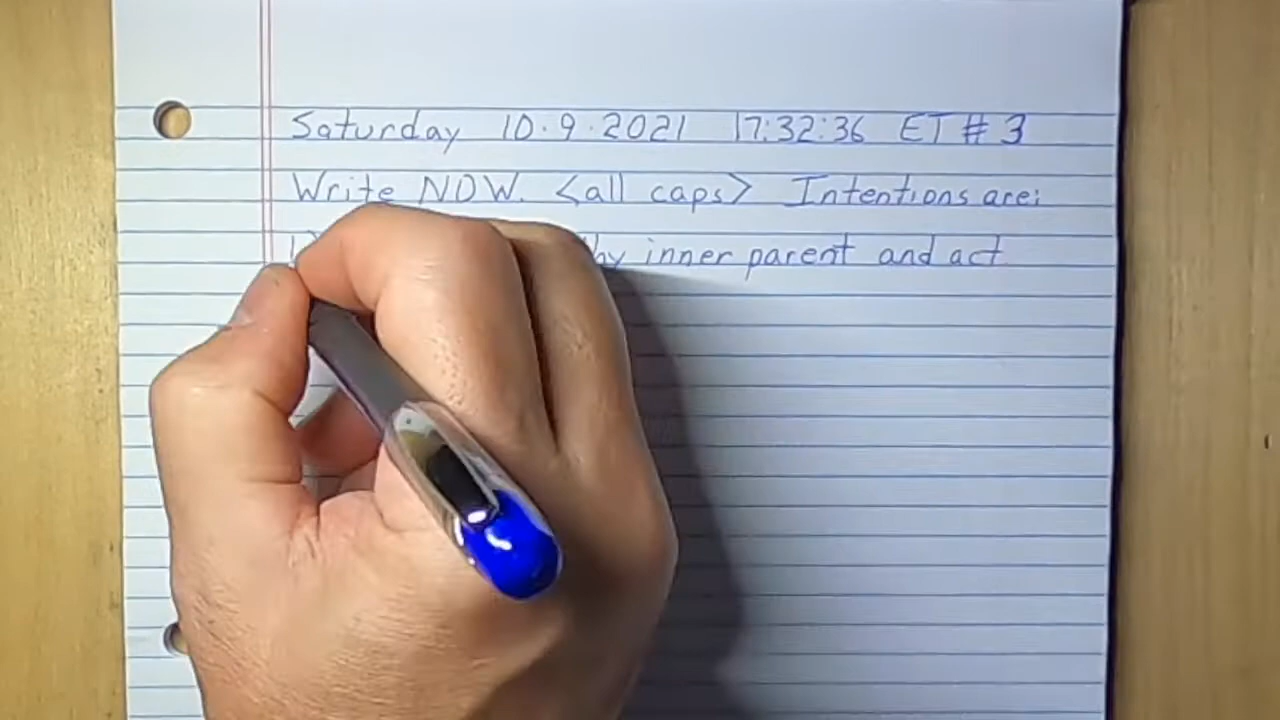 Saturday 10.9.2021 17:32:36 ET #3
Write NOW. <all caps> Intentions are:
1) inner parent and act